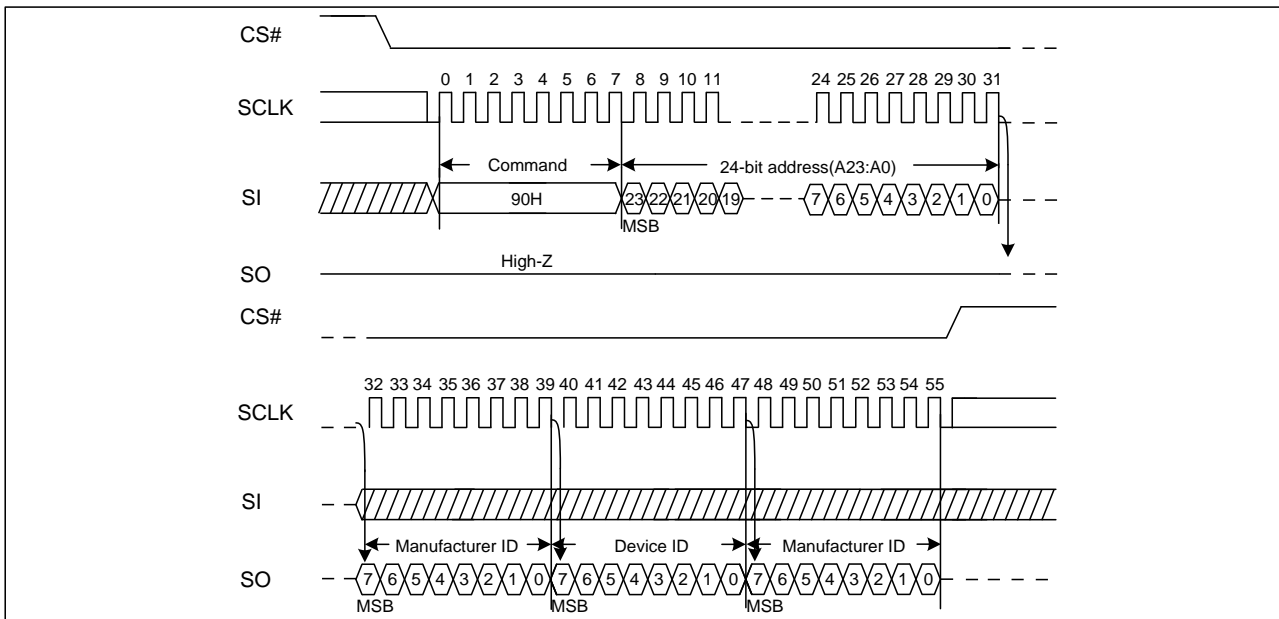 CS#
0 1 2 3 4 5 6 7 8 9 10 11 24 25 26 27 28 29 30 31
SCLK
Command 24-bit address(A23:A0)
SI 90H 23 22 21 20 19 7 6 5 4 3 2 1 0
MSB
High-Z
SO
CS#
32 33 34 35 36 37 38 39 40 41 42 43 44 45 46 47 48 49 50 51 52 53 54 55
SCLK
SI
Manufacturer ID Device ID Manufacturer ID
SO 7 6 5 4 3 2 1 0 7 6 5 4 3 2 1 0 7 6 5 4 3 2 1 0
MSB MSB MSB